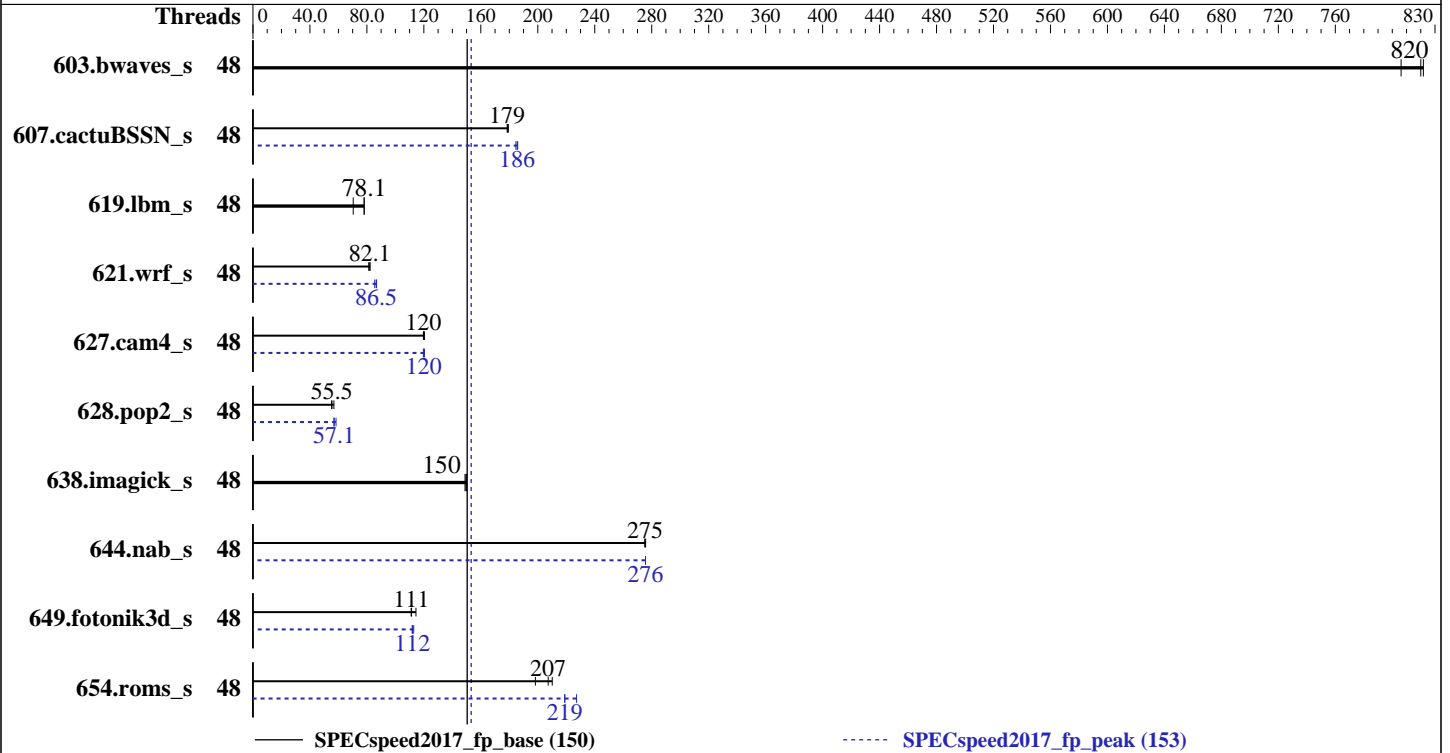 Threads 0 40.0 80.0 120 160 200 240 280 320 360 400 440 480 520 560 600 640 680 720 760 830
603.bwaves_s 48 820
607.cactuBSSN_s 48 179
186
619.lbm_s 48 78.1
621.wrf_s 48 82.1
86.5
627.cam4_s 48 120
120
628.pop2_s 48 55.5
57.1
638.imagick_s 48 150
644.nab_s 48 275
276
649.fotonik3d_s 48 111
112
654.roms_s 48 207
219
SPECspeed2017_fp_base (150) SPECspeed2017_fp_peak (153)